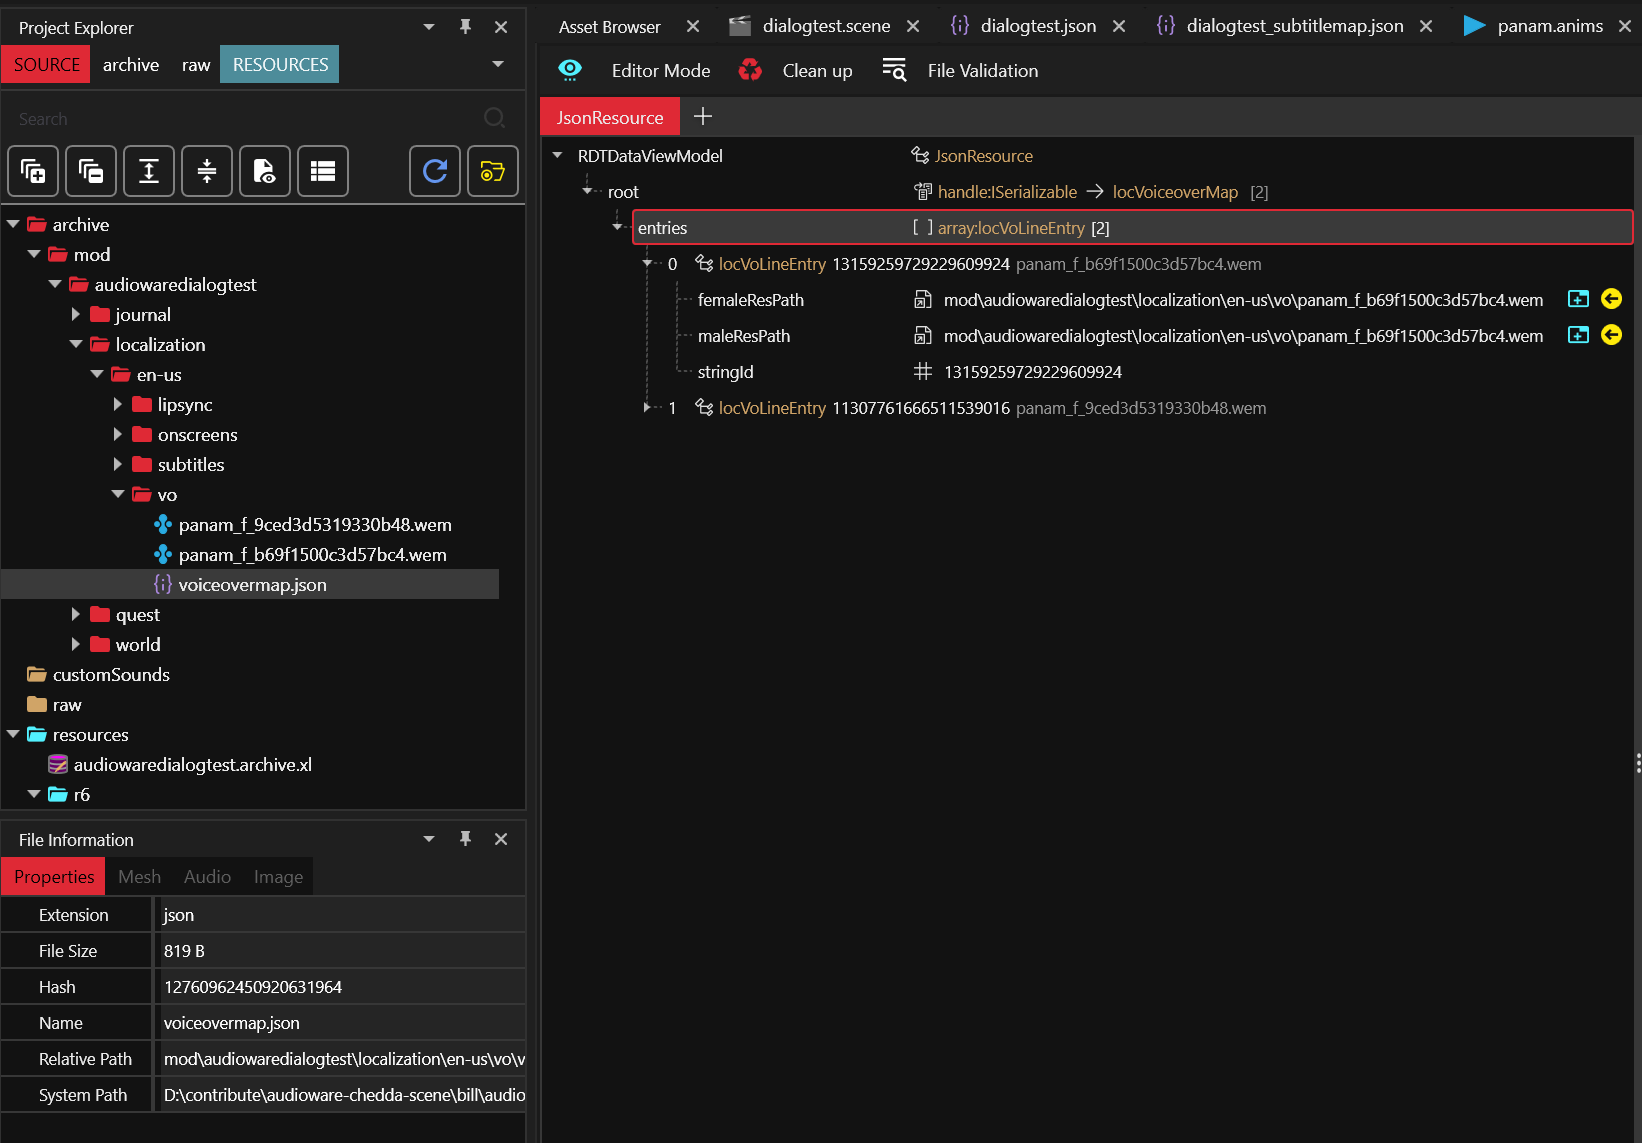 Project Explorer
SOURCE archive raw RESOURCES
Search
archive
mod
audiowaredialogtest
journal
localization
en-us
lipsync
onscreens
subtitles
vo
panam_f_9ced3d5319330b48.wem
panam_f_b69f1500c3d57bc4.wem
voiceovermap.json
quest
world
customSounds
raw
resources
audiowaredialogtest.archive.xl
r6
File Information
Properties Mesh Audio Image
Extension json
File Size 819 B
Hash 12760962450920631964
Name voiceovermap.json
Relative Path mod\audiowaredialogtest\localization\en-us\vo\v
System Path D:\contribute\audioware-chedda-scene\bill\audio
Asset Browser dialogtest.scene dialogtest.json dialogtest_subtitlemap.json panam.anims
Editor Mode Clean up File Validation
JsonResource
RDTDataViewModel JsonResource
root handle:ISerializable → locVoiceoverMap [2]
entries [ ] array:locVoLineEntry [2]
0 locVoLineEntry 13159259729229609924 panam_f_b69f1500c3d57bc4.wem
femaleResPath mod\audiowaredialogtest\localization\en-us\vo\panam_f_b69f1500c3d57bc4.wem
maleResPath mod\audiowaredialogtest\localization\en-us\vo\panam_f_b69f1500c3d57bc4.wem
stringId 13159259729229609924
1 locVoLineEntry 11307761666511539016 panam_f_9ced3d5319330b48.wem